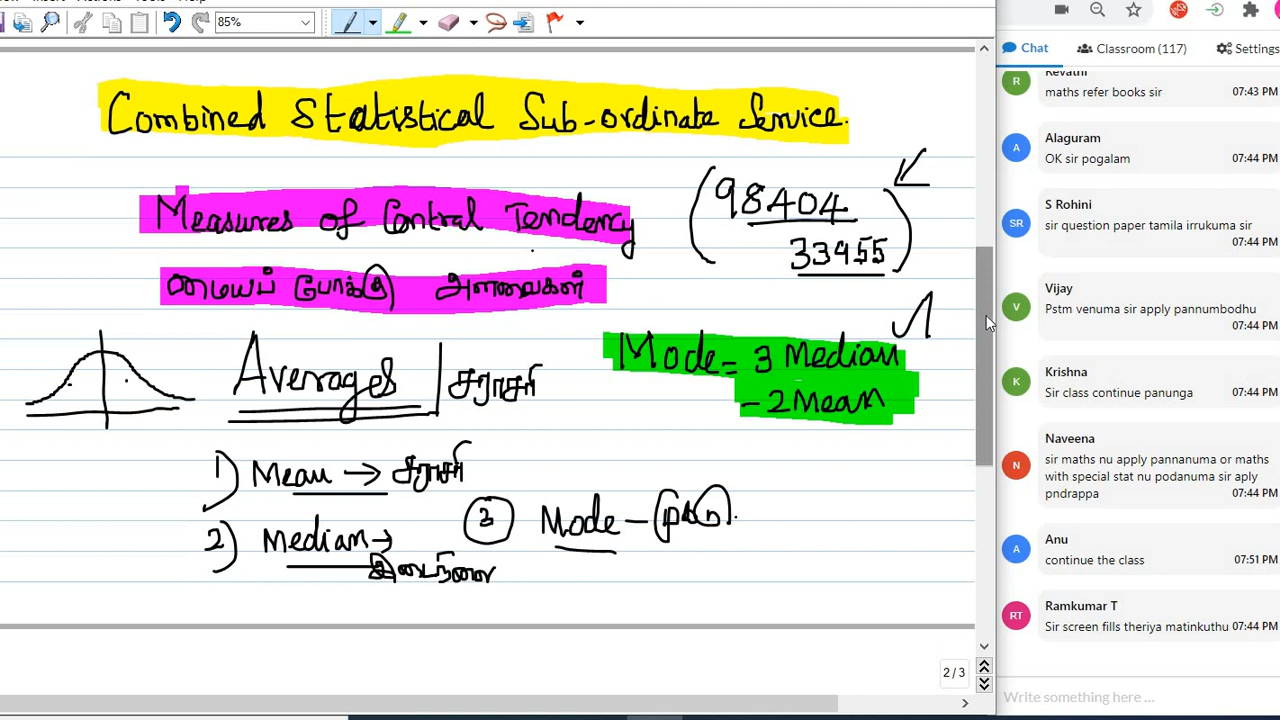 85%
Combined Statistical Sub-ordinate Service.
Measures of Central Tendency
மையப் போக்கு அளவைகள்
98404
33455
Averages | சராசரி
Mode = 3 Median
- 2 Mean
1) Mean → சராசரி
2) Median →
இடைநிலை
3 Mode - முகடு.
2 / 3
Chat
Classroom (117)
Settings
R
Revathi
maths refer books sir
07:43 PM
A
Alaguram
OK sir pogalam
07:44 PM
SR
S Rohini
sir question paper tamila irrukuma sir
07:44 PM
V
Vijay
Pstm venuma sir apply pannumbodhu
07:44 PM
K
Krishna
Sir class continue panunga
07:44 PM
N
Naveena
sir maths nu apply pannanuma or maths
with special stat nu podanuma sir aply
pndrappa
07:44 PM
A
Anu
continue the class
07:51 PM
RT
Ramkumar T
Sir screen fills theriya matinkuthu
07:44 PM
Write something here ...